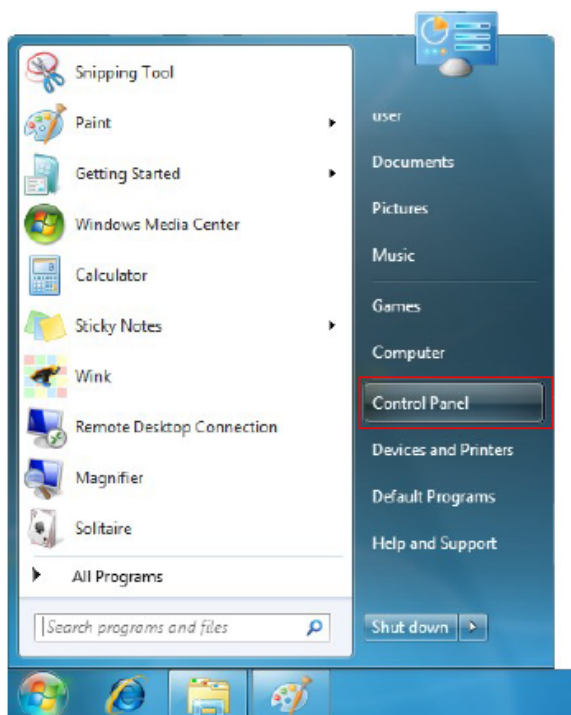 Snipping Tool
Paint
Getting Started
Windows Media Center
Calculator
Sticky Notes
Wink
Remote Desktop Connection
Magnifier
Solitaire
All Programs
Search programs and files
user
Documents
Pictures
Music
Games
Computer
Control Panel
Devices and Printers
Default Programs
Help and Support
Shut down